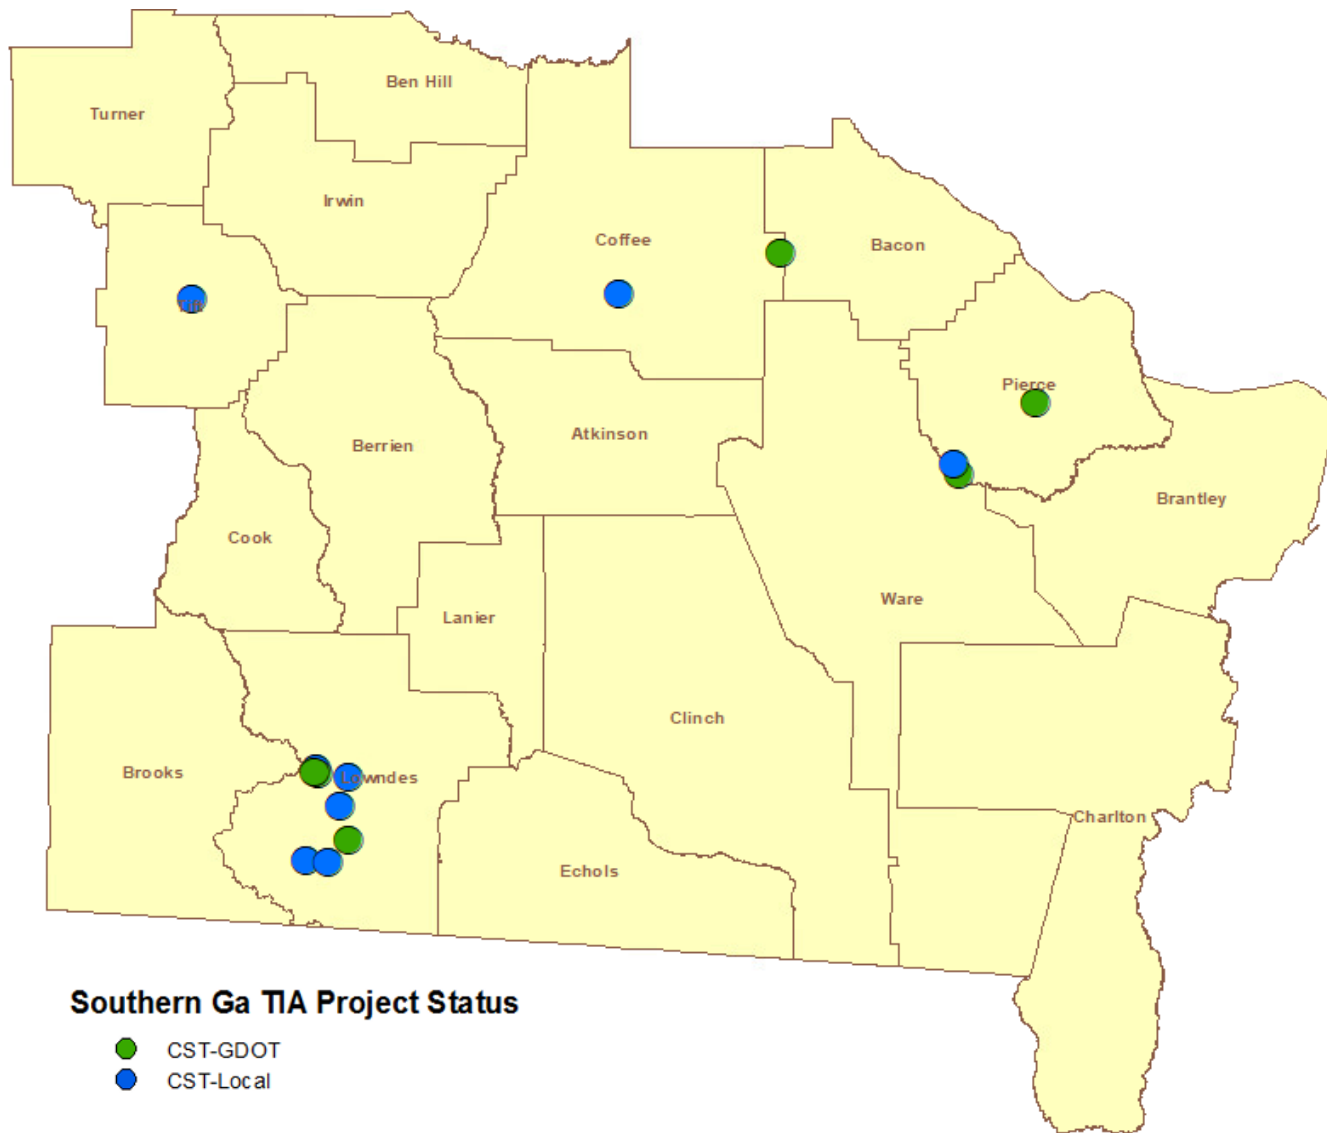 Ben Hill
Turner
Irwin
Coffee
Bacon
Tift
Pierce
Atkinson
Berrien
Brantley
Cook
Ware
Lanier
Clinch
Brooks
Lowndes
Charlton
Echols
Southern Ga TIA Project Status
CST-GDOT
CST-Local